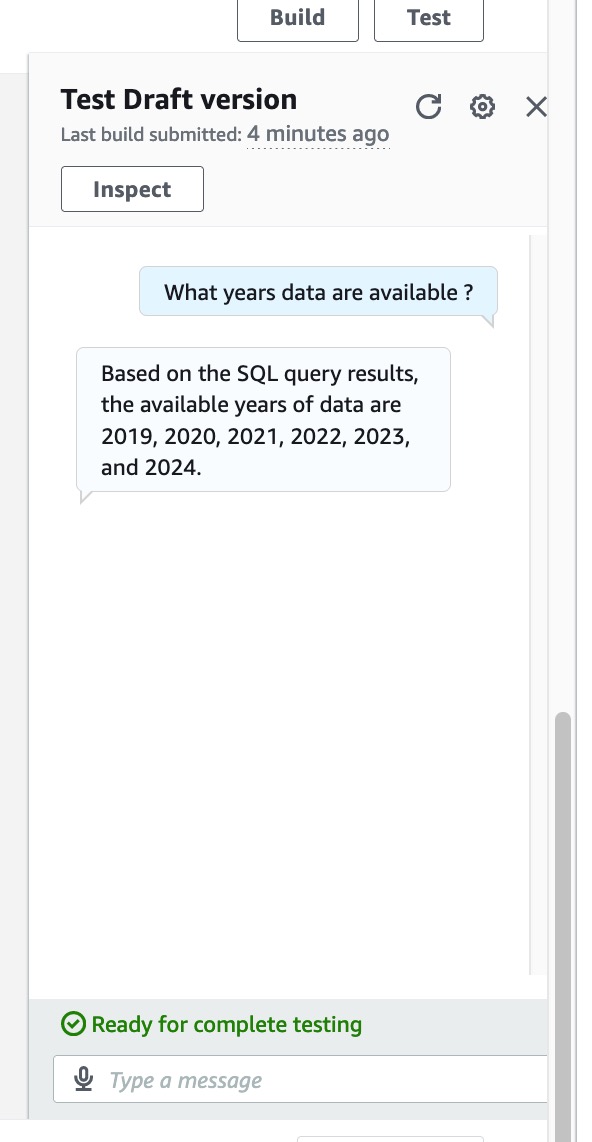 Build Test
Test Draft version
Last build submitted: 4 minutes ago
Inspect
What years data are available ?
Based on the SQL query results,
the available years of data are
2019, 2020, 2021, 2022, 2023,
and 2024.
Ready for complete testing
Type a message